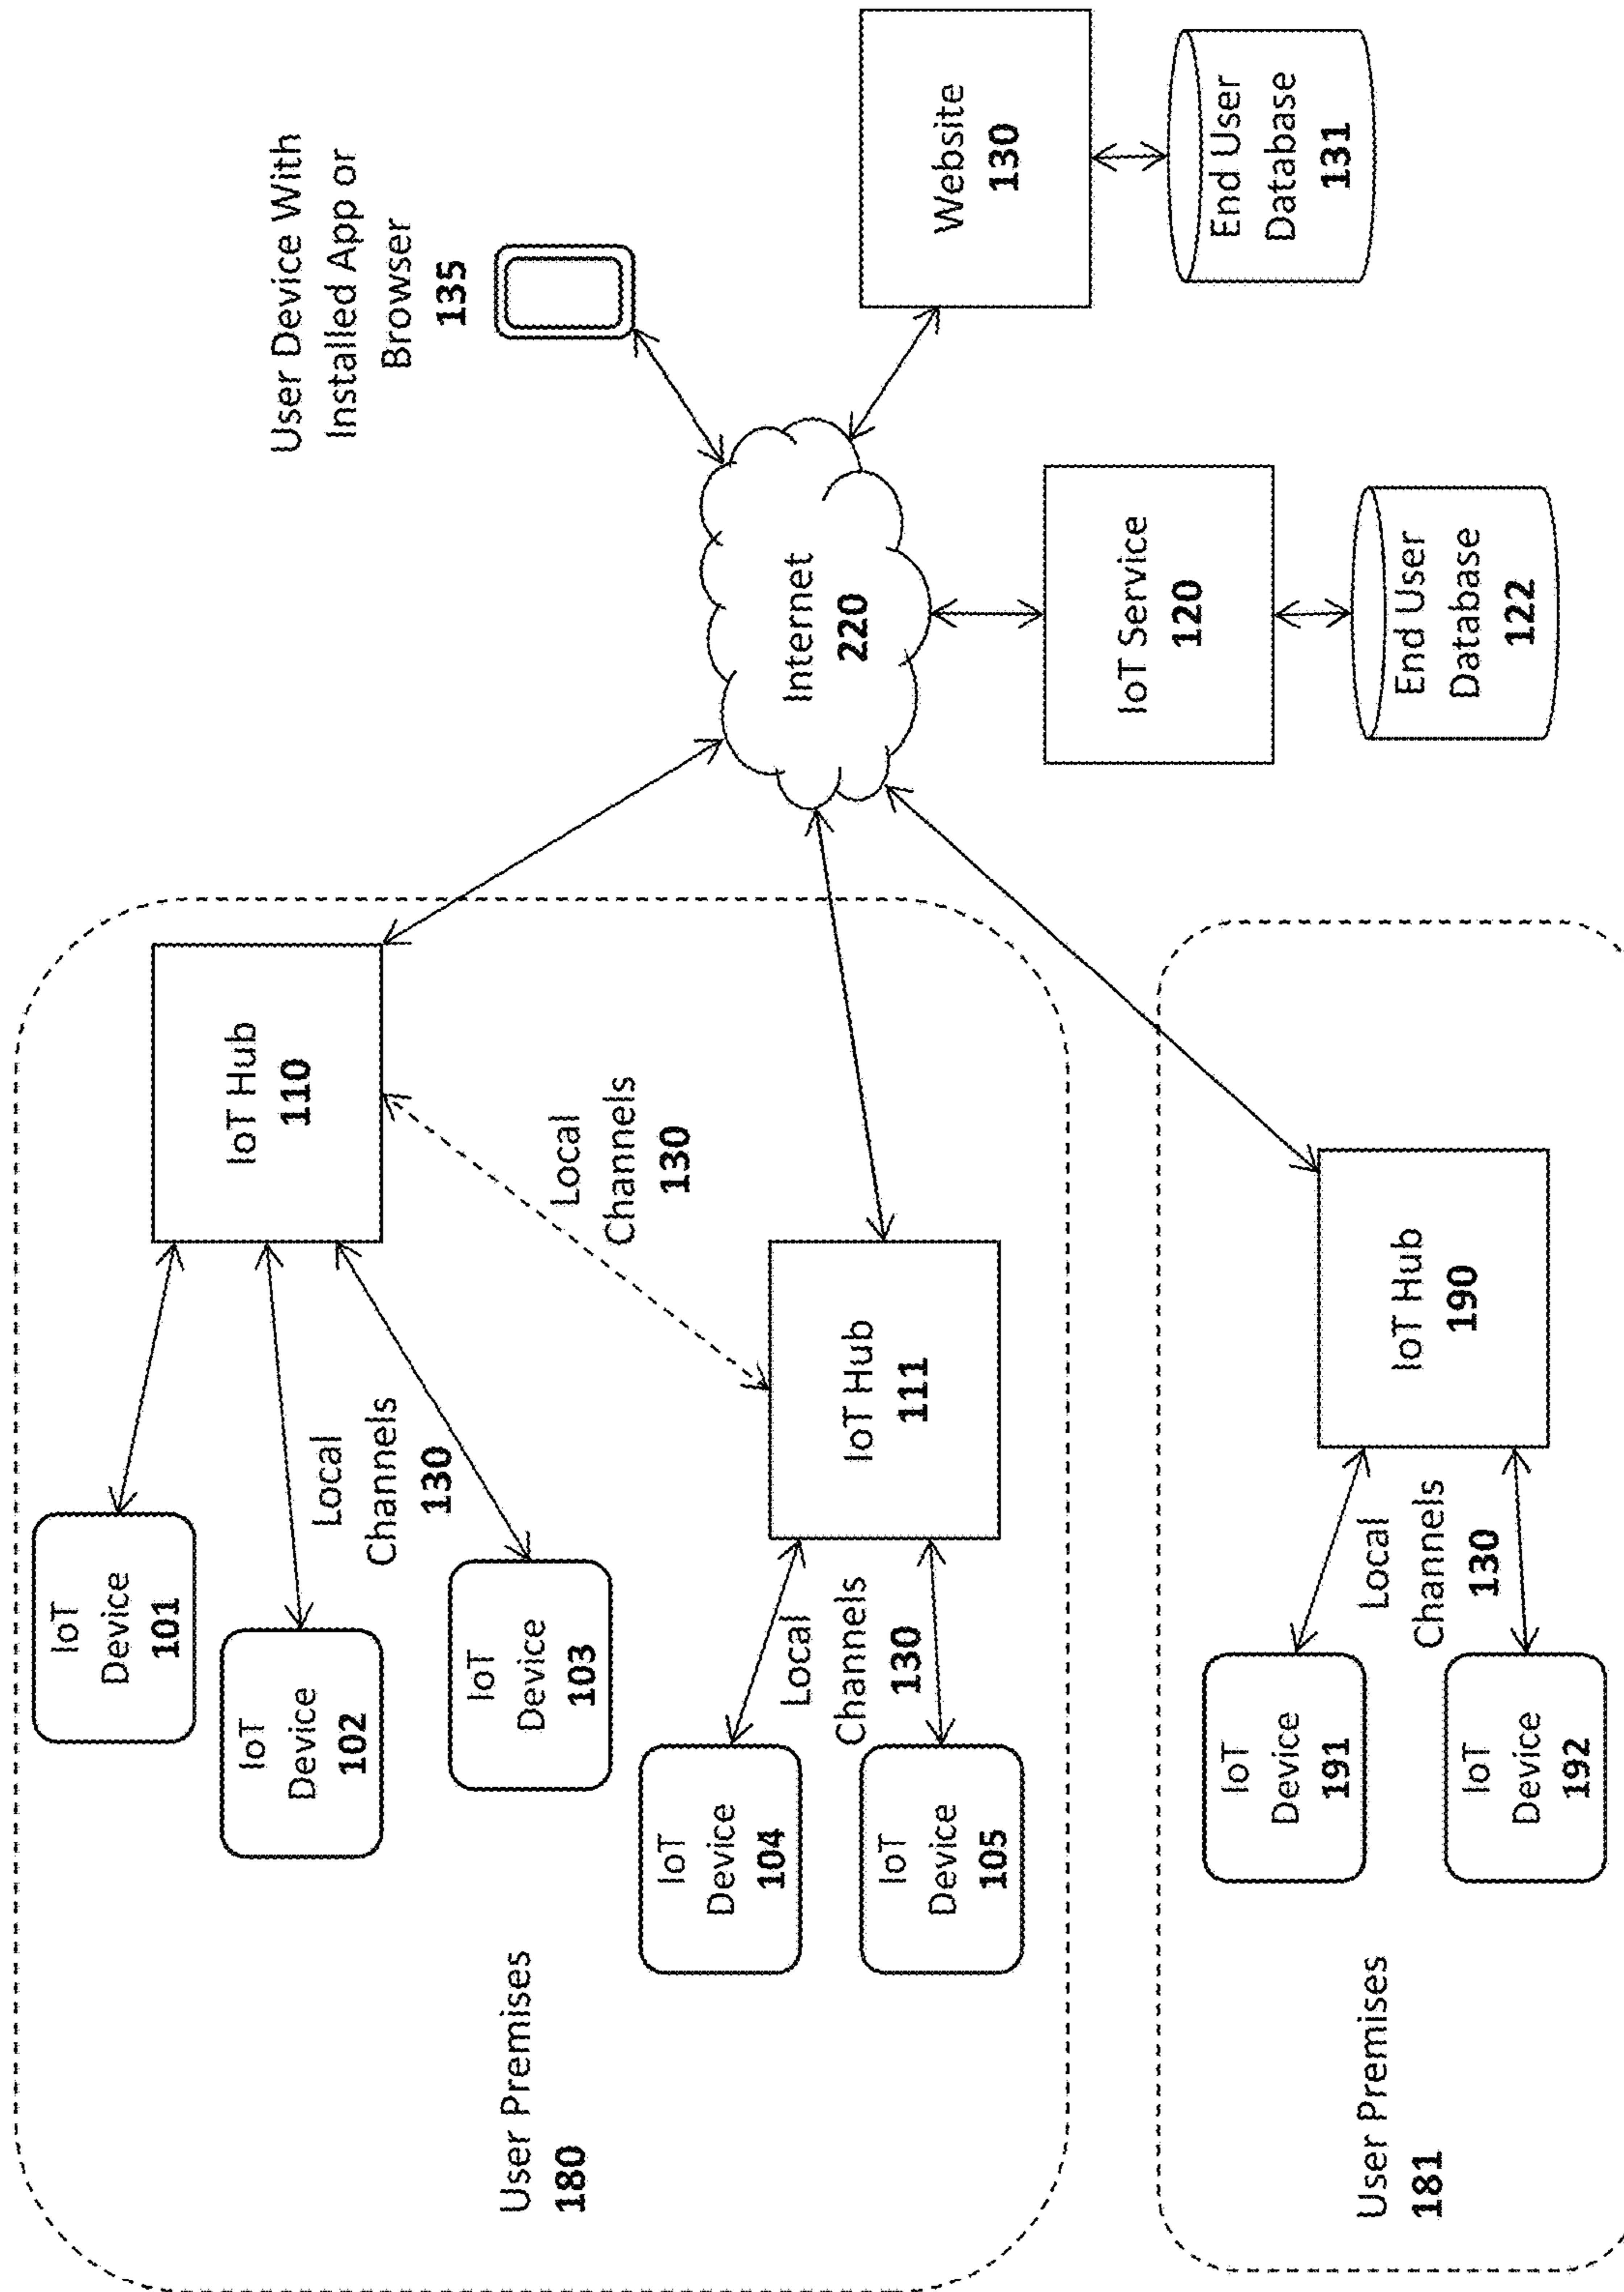 User Premises
180
IoT
Device
101
IoT
Device
102
IoT
Device
103
IoT
Device
104
IoT
Device
105
Local
Channels
130
Local
Channels
130
Local
Channels
130
IoT Hub
110
IoT Hub
111
User Premises
181
IoT
Device
191
IoT
Device
192
Local
Channels
130
IoT Hub
190
Internet
220
User Device With
Installed App or
Browser
135
IoT Service
120
End User
Database
122
Website
130
End User
Database
131